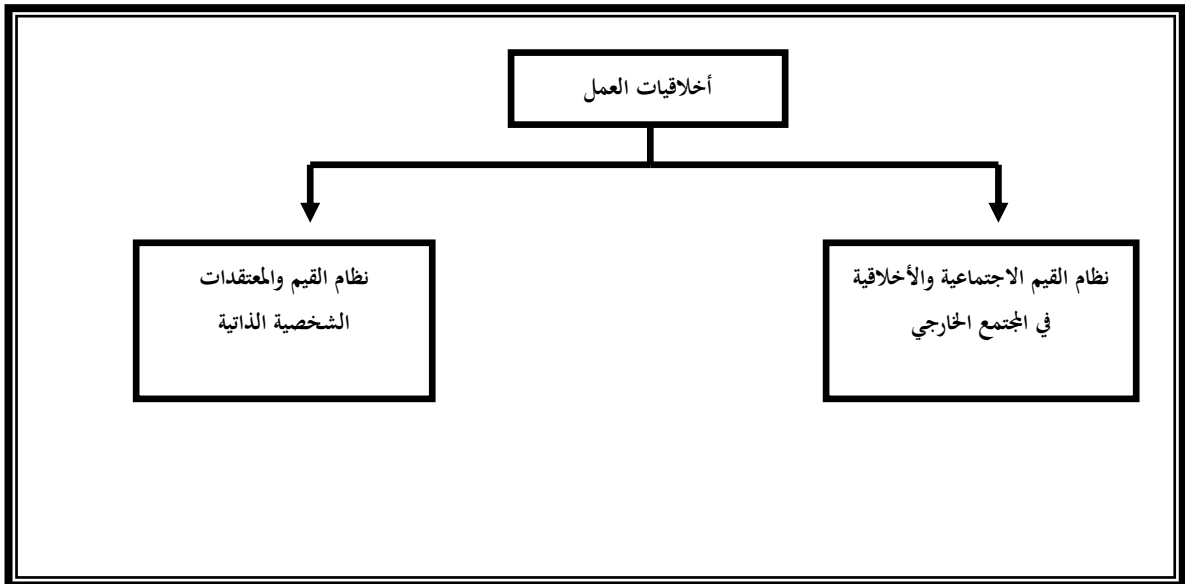 أخلاقيات العمل
نظام القيم الاجتماعية والأخلاقية
في المجتمع الخارجي
نظام القيم والمعتقدات
الشخصية الذاتية